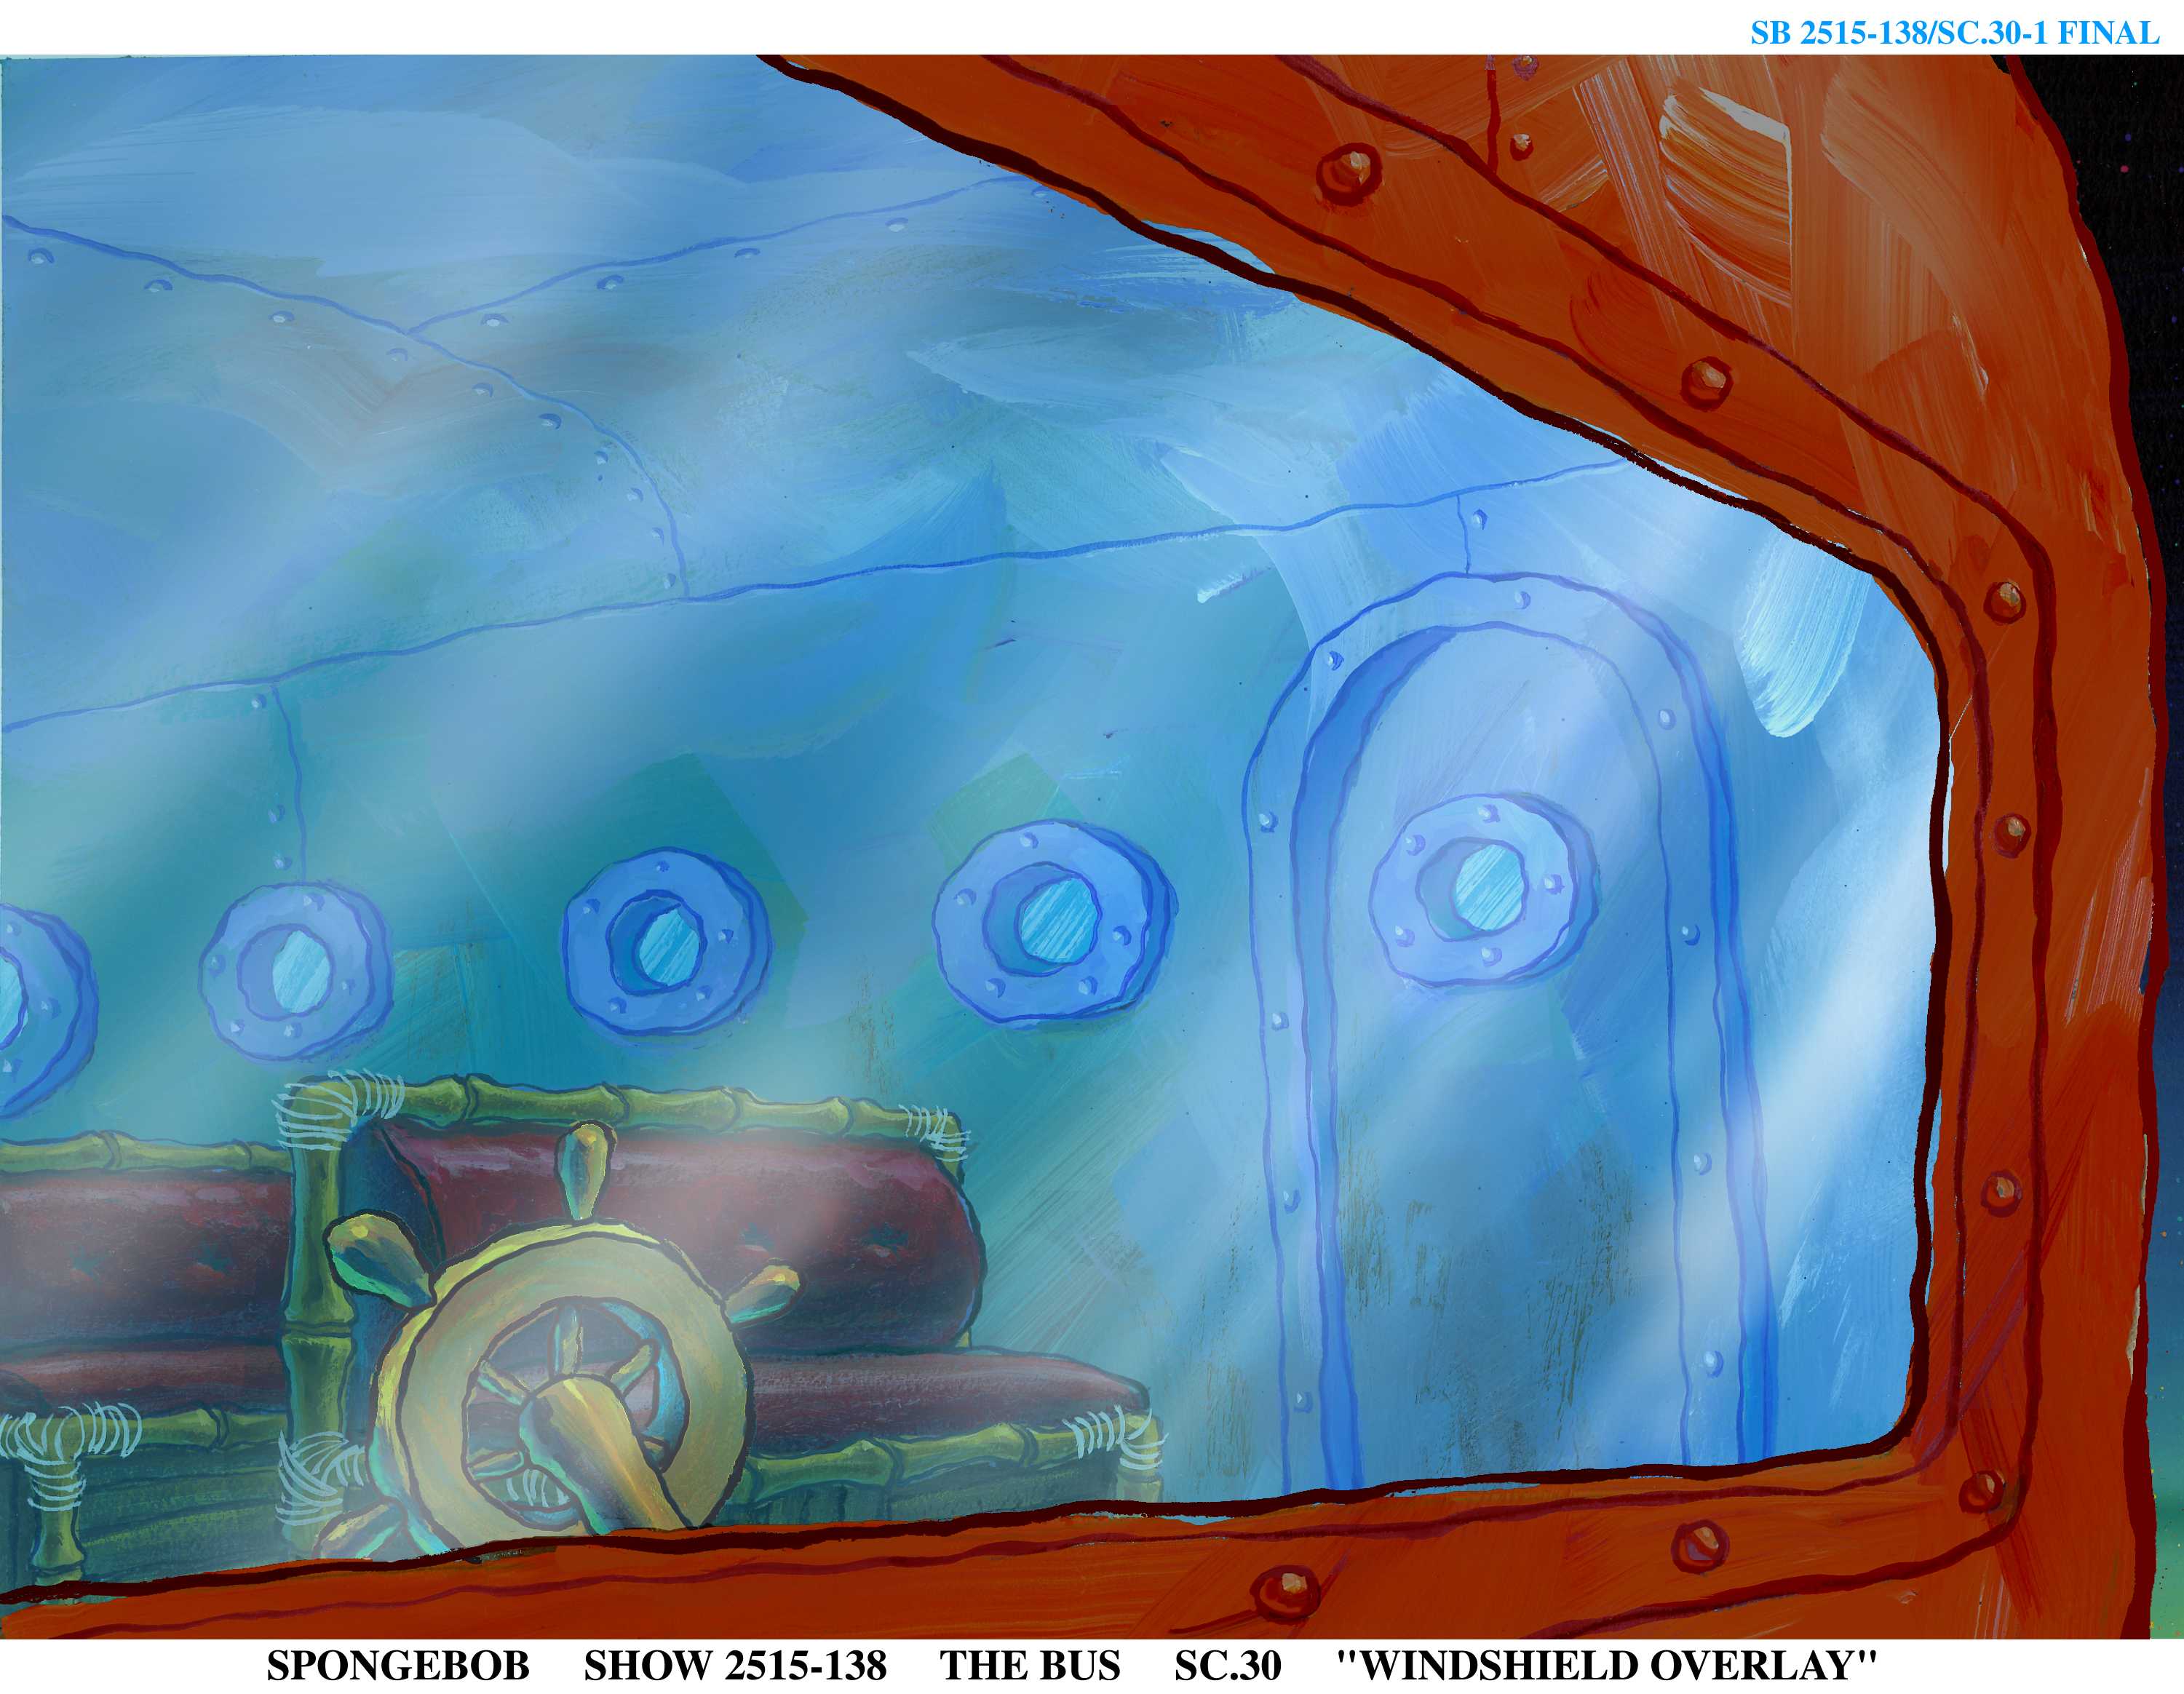 SB 2515-138/SC.30-1 FINAL
SPONGEBOB SHOW 2515-138 THE BUS SC.30 "WINDSHIELD OVERLAY"